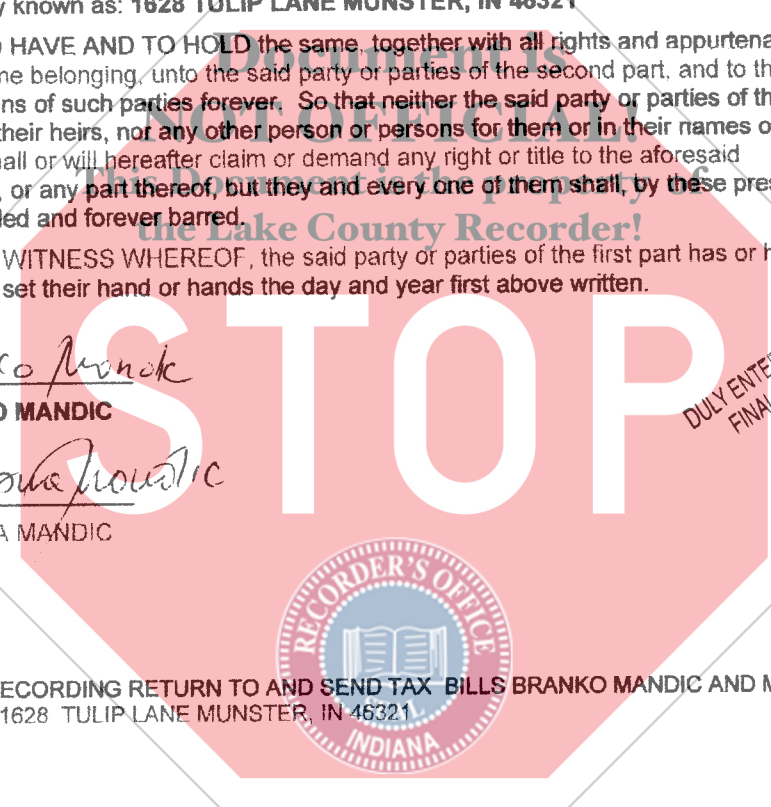 y known as: 1628 TULIP LANE MUNSTER, IN 46321
O HAVE AND TO HOLD the same, together with all rights and appurtena
me belonging, unto the said party or parties of the second part, and to th
ns of such parties forever. So that neither the said party or parties of th
their heirs, nor any other person or persons for them or in their names o
hall or will hereafter claim or demand any right or title to the aforesaid
, or any part thereof, but they and every one of them shall, by these pres
led and forever barred.
WITNESS WHEREOF, the said party or parties of the first part has or h
set their hand or hands the day and year first above written.
Document is
NOT OFFICIAL!
This Document is the property of
the Lake County Recorder!
STOP
ko Mandic
O MANDIC
DULY ENTE
FINA
Mandic
A MANDIC
RECORDER'S OFFICE
INDIANA
ECORDING RETURN TO AND SEND TAX BILLS BRANKO MANDIC AND M
1628 TULIP LANE MUNSTER, IN 46321